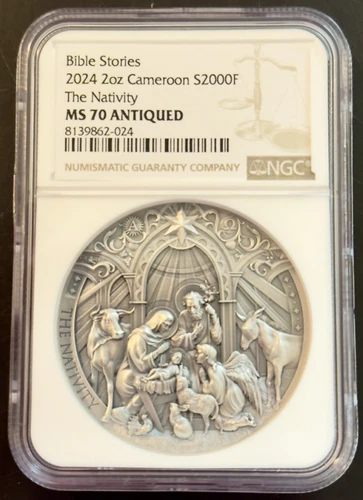 Bible Stories
2024 2oz Cameroon S2000F
The Nativity
MS 70 ANTIQUED
8139862-024
NUMISMATIC GUARANTY COMPANY
NGC
THE NATIVITY